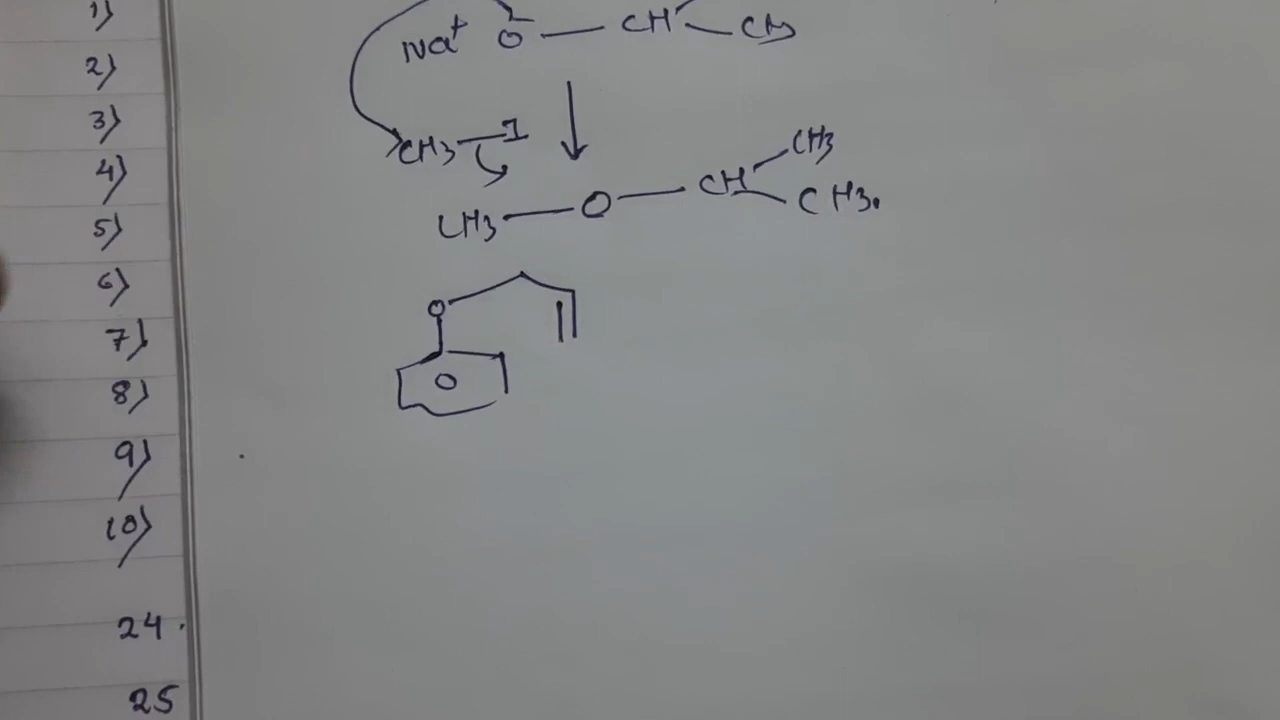 1)
Na⁺ O — CH — CH3
2)
3)
CH3 — I
CH3
4)
CH3 — O — CH
CH3.
5)
6)
O
7)
O
8)
9)
10)
24.
25